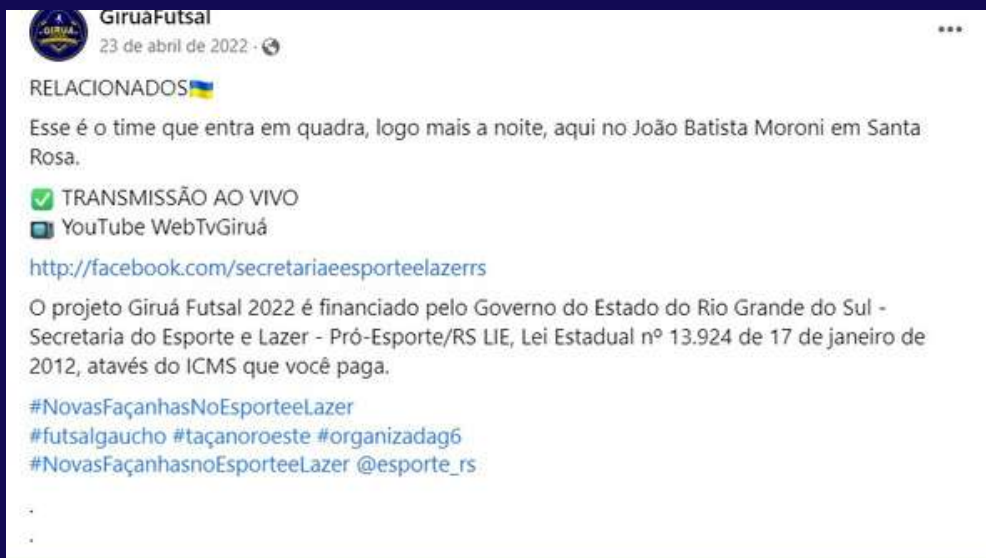 GiruáFutsal
23 de abril de 2022 ·
RELACIONADOS🇺🇦
Esse é o time que entra em quadra, logo mais a noite, aqui no João Batista Moroni em Santa
Rosa.
✅ TRANSMISSÃO AO VIVO
📺 YouTube WebTvGiruá
http://facebook.com/secretariaeesporteelazerrs
O projeto Giruá Futsal 2022 é financiado pelo Governo do Estado do Rio Grande do Sul -
Secretaria do Esporte e Lazer - Pró-Esporte/RS LIE, Lei Estadual nº 13.924 de 17 de janeiro de
2012, atavés do ICMS que você paga.
#NovasFaçanhasNoEsporteeLazer
#futsalgaucho #taçanoroeste #organizadag6
#NovasFaçanhasnoEsporteeLazer @esporte_rs
.
.